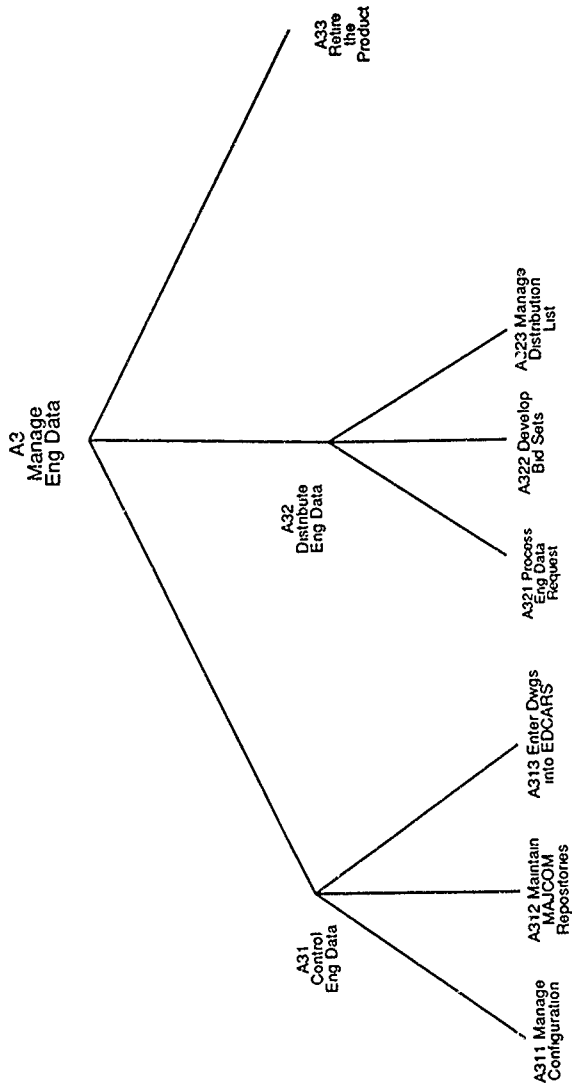 A3
Manage
Eng Data
A31
Control
Eng Data
A32
Distribute
Eng Data
A33
Retire
the
Product
A311 Manage
Configuration
A312 Maintain
MAJCOM
Repositories
A313 Enter Dwgs
into EDCARS
A321 Process
Eng Data
Request
A322 Develop
Bid Sets
A323 Manage
Distribution
List